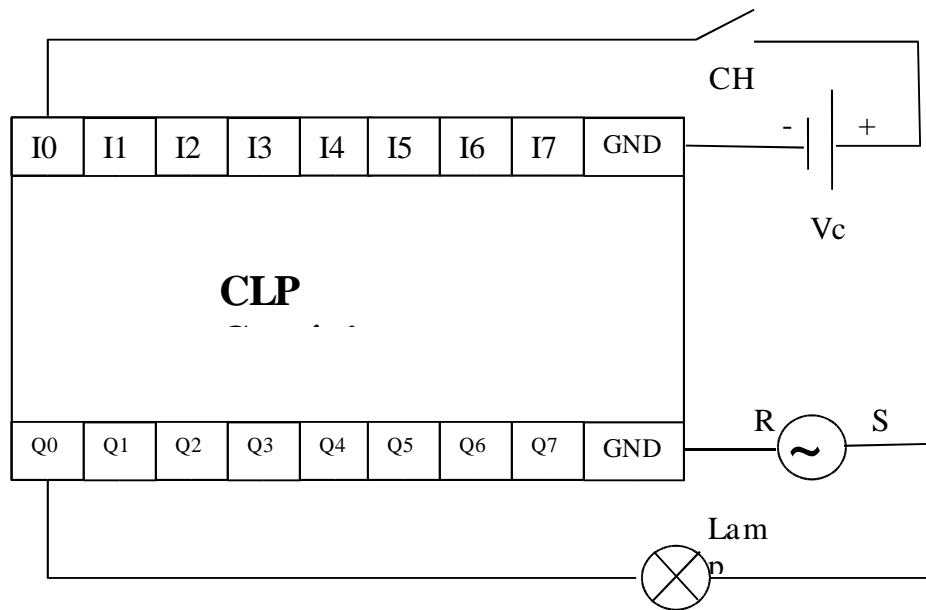 CH
I0 I1 I2 I3 I4 I5 I6 I7 GND
- +
Vc
CLP
R ~ S
Q0 Q1 Q2 Q3 Q4 Q5 Q6 Q7 GND
Lam
p